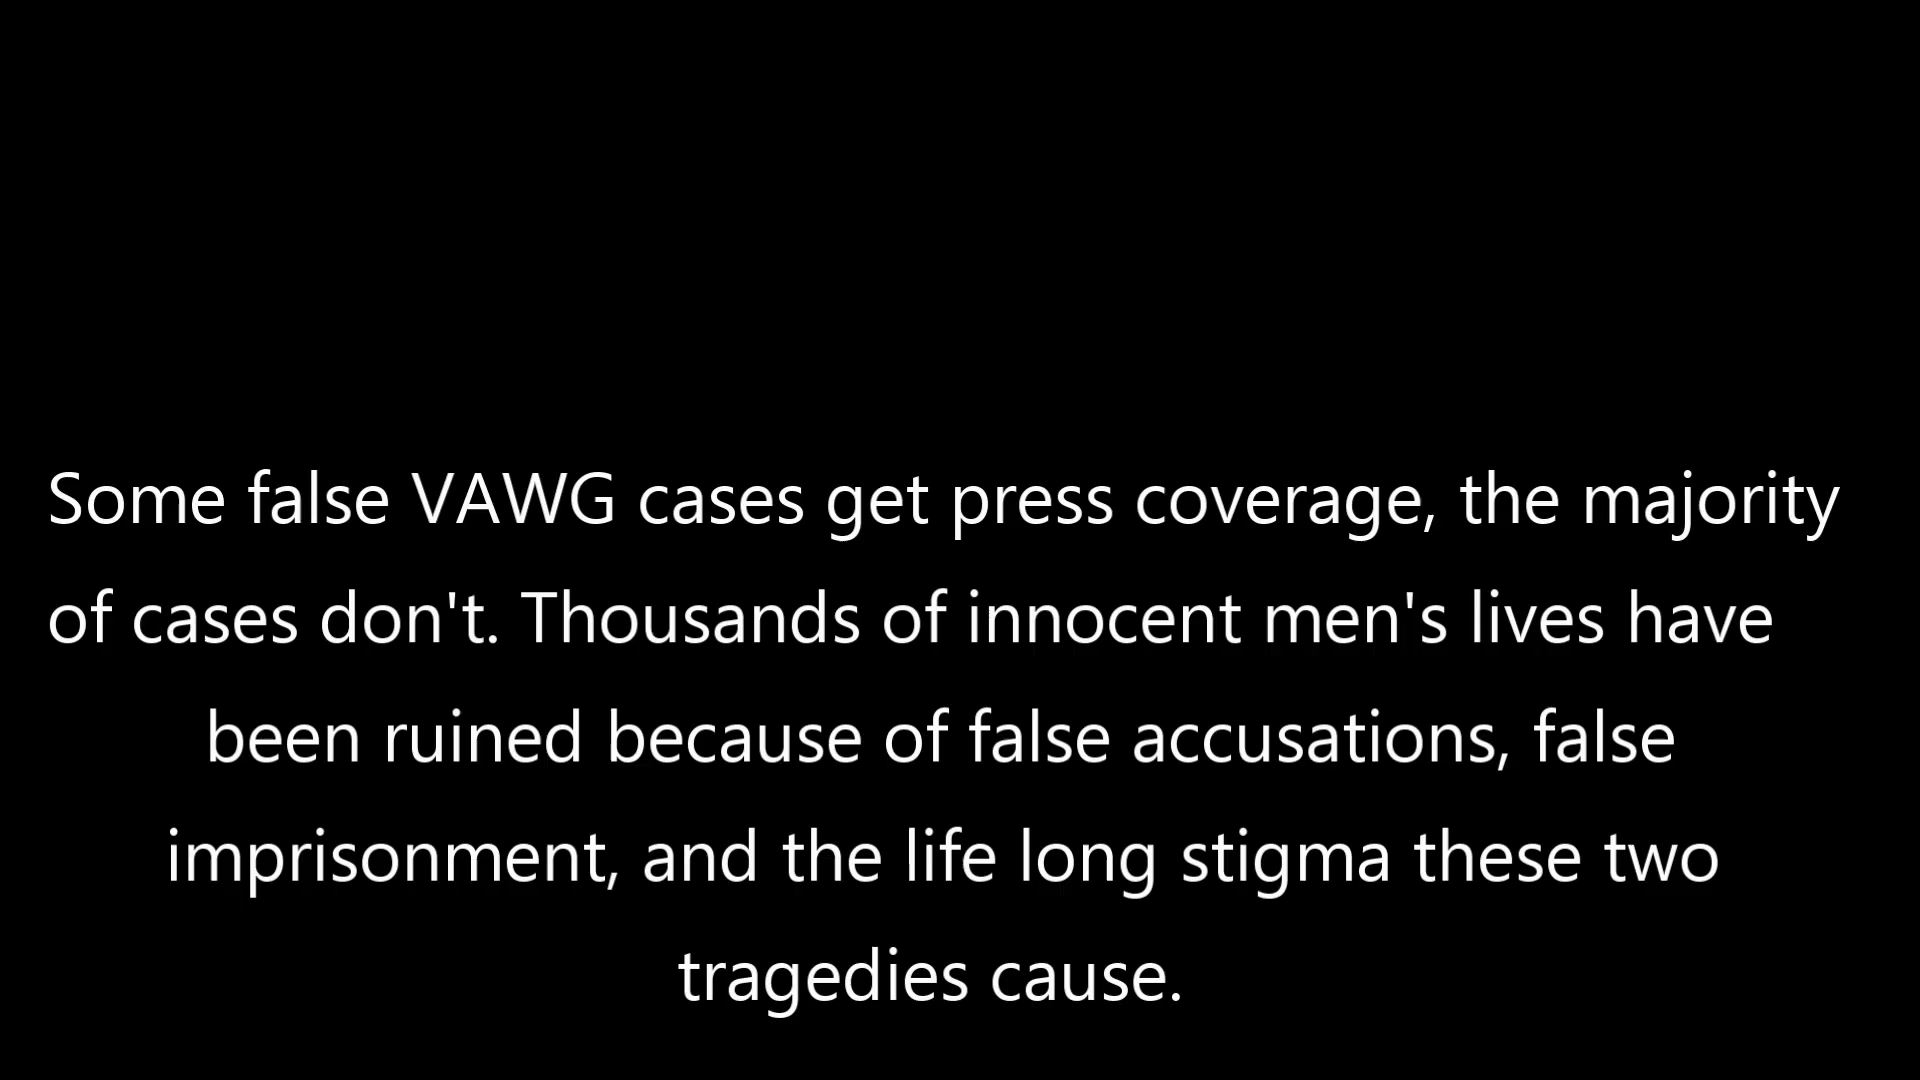 Some false VAWG cases get press coverage, the majority
of cases don't. Thousands of innocent men's lives have
been ruined because of false accusations, false
imprisonment, and the life long stigma these two
tragedies cause.